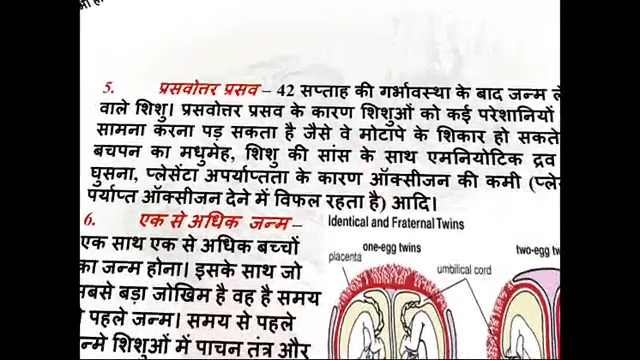 5. प्रसवोतर प्रसव – 42 सप्ताह की गर्भावस्था के बाद जन्म
वाले शिशु। प्रसवोतर प्रसव के कारण शिशुओं को कई परेशानियों
सामना करना पड़ सकता है जैसे वे मोटापे के शिकार हो सकते
बचपन का मधुमेह, शिशु की सांस के साथ एमनियोटिक द्रव
घुसना, प्लेसेंटा अपर्याप्तता के कारण ऑक्सीजन की कमी
पर्याप्त ऑक्सीजन देने में विफल रहता है) आदि।
6. एक से अधिक जन्म –
एक साथ एक से अधिक बच्चों
का जन्म होना। इसके साथ जो
सबसे बड़ा जोखिम है वह है समय
पहले जन्म। समय से पहले
शिशुओं में पाचन तंत्र और
Identical and Fraternal Twins
one-egg twins
two-egg
placenta
umbilical cord